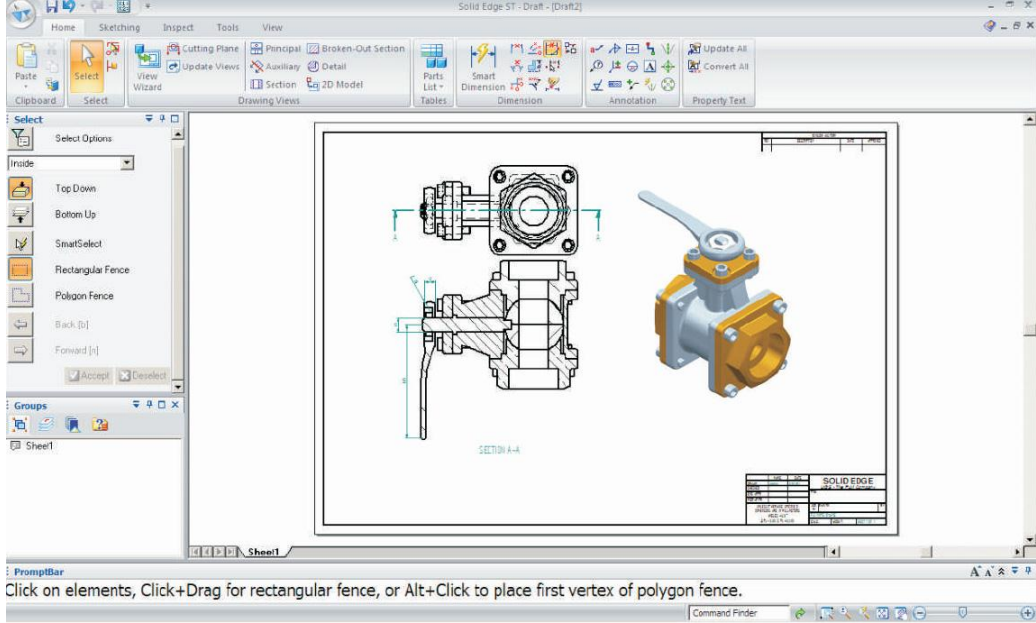 Solid Edge ST - Draft - [Draft2]
Home Sketching Inspect Tools View
Paste
Clipboard
Select
Select
View Wizard
Cutting Plane
Update Views
Principal
Auxiliary
Section
Broken-Out Section
Detail
2D Model
Drawing Views
Parts List
Tables
Smart Dimension
Dimension
Annotation
Update All
Convert All
Property Text
Select
Select Options
Inside
Top Down
Bottom Up
SmartSelect
Rectangular Fence
Polygon Fence
Back [b]
Forward [n]
Accept Deselect
Groups
Sheet1
A A
SECTION A-A
SOLID EDGE
Sheet1
PromptBar
Click on elements, Click+Drag for rectangular fence, or Alt+Click to place first vertex of polygon fence.
Command Finder